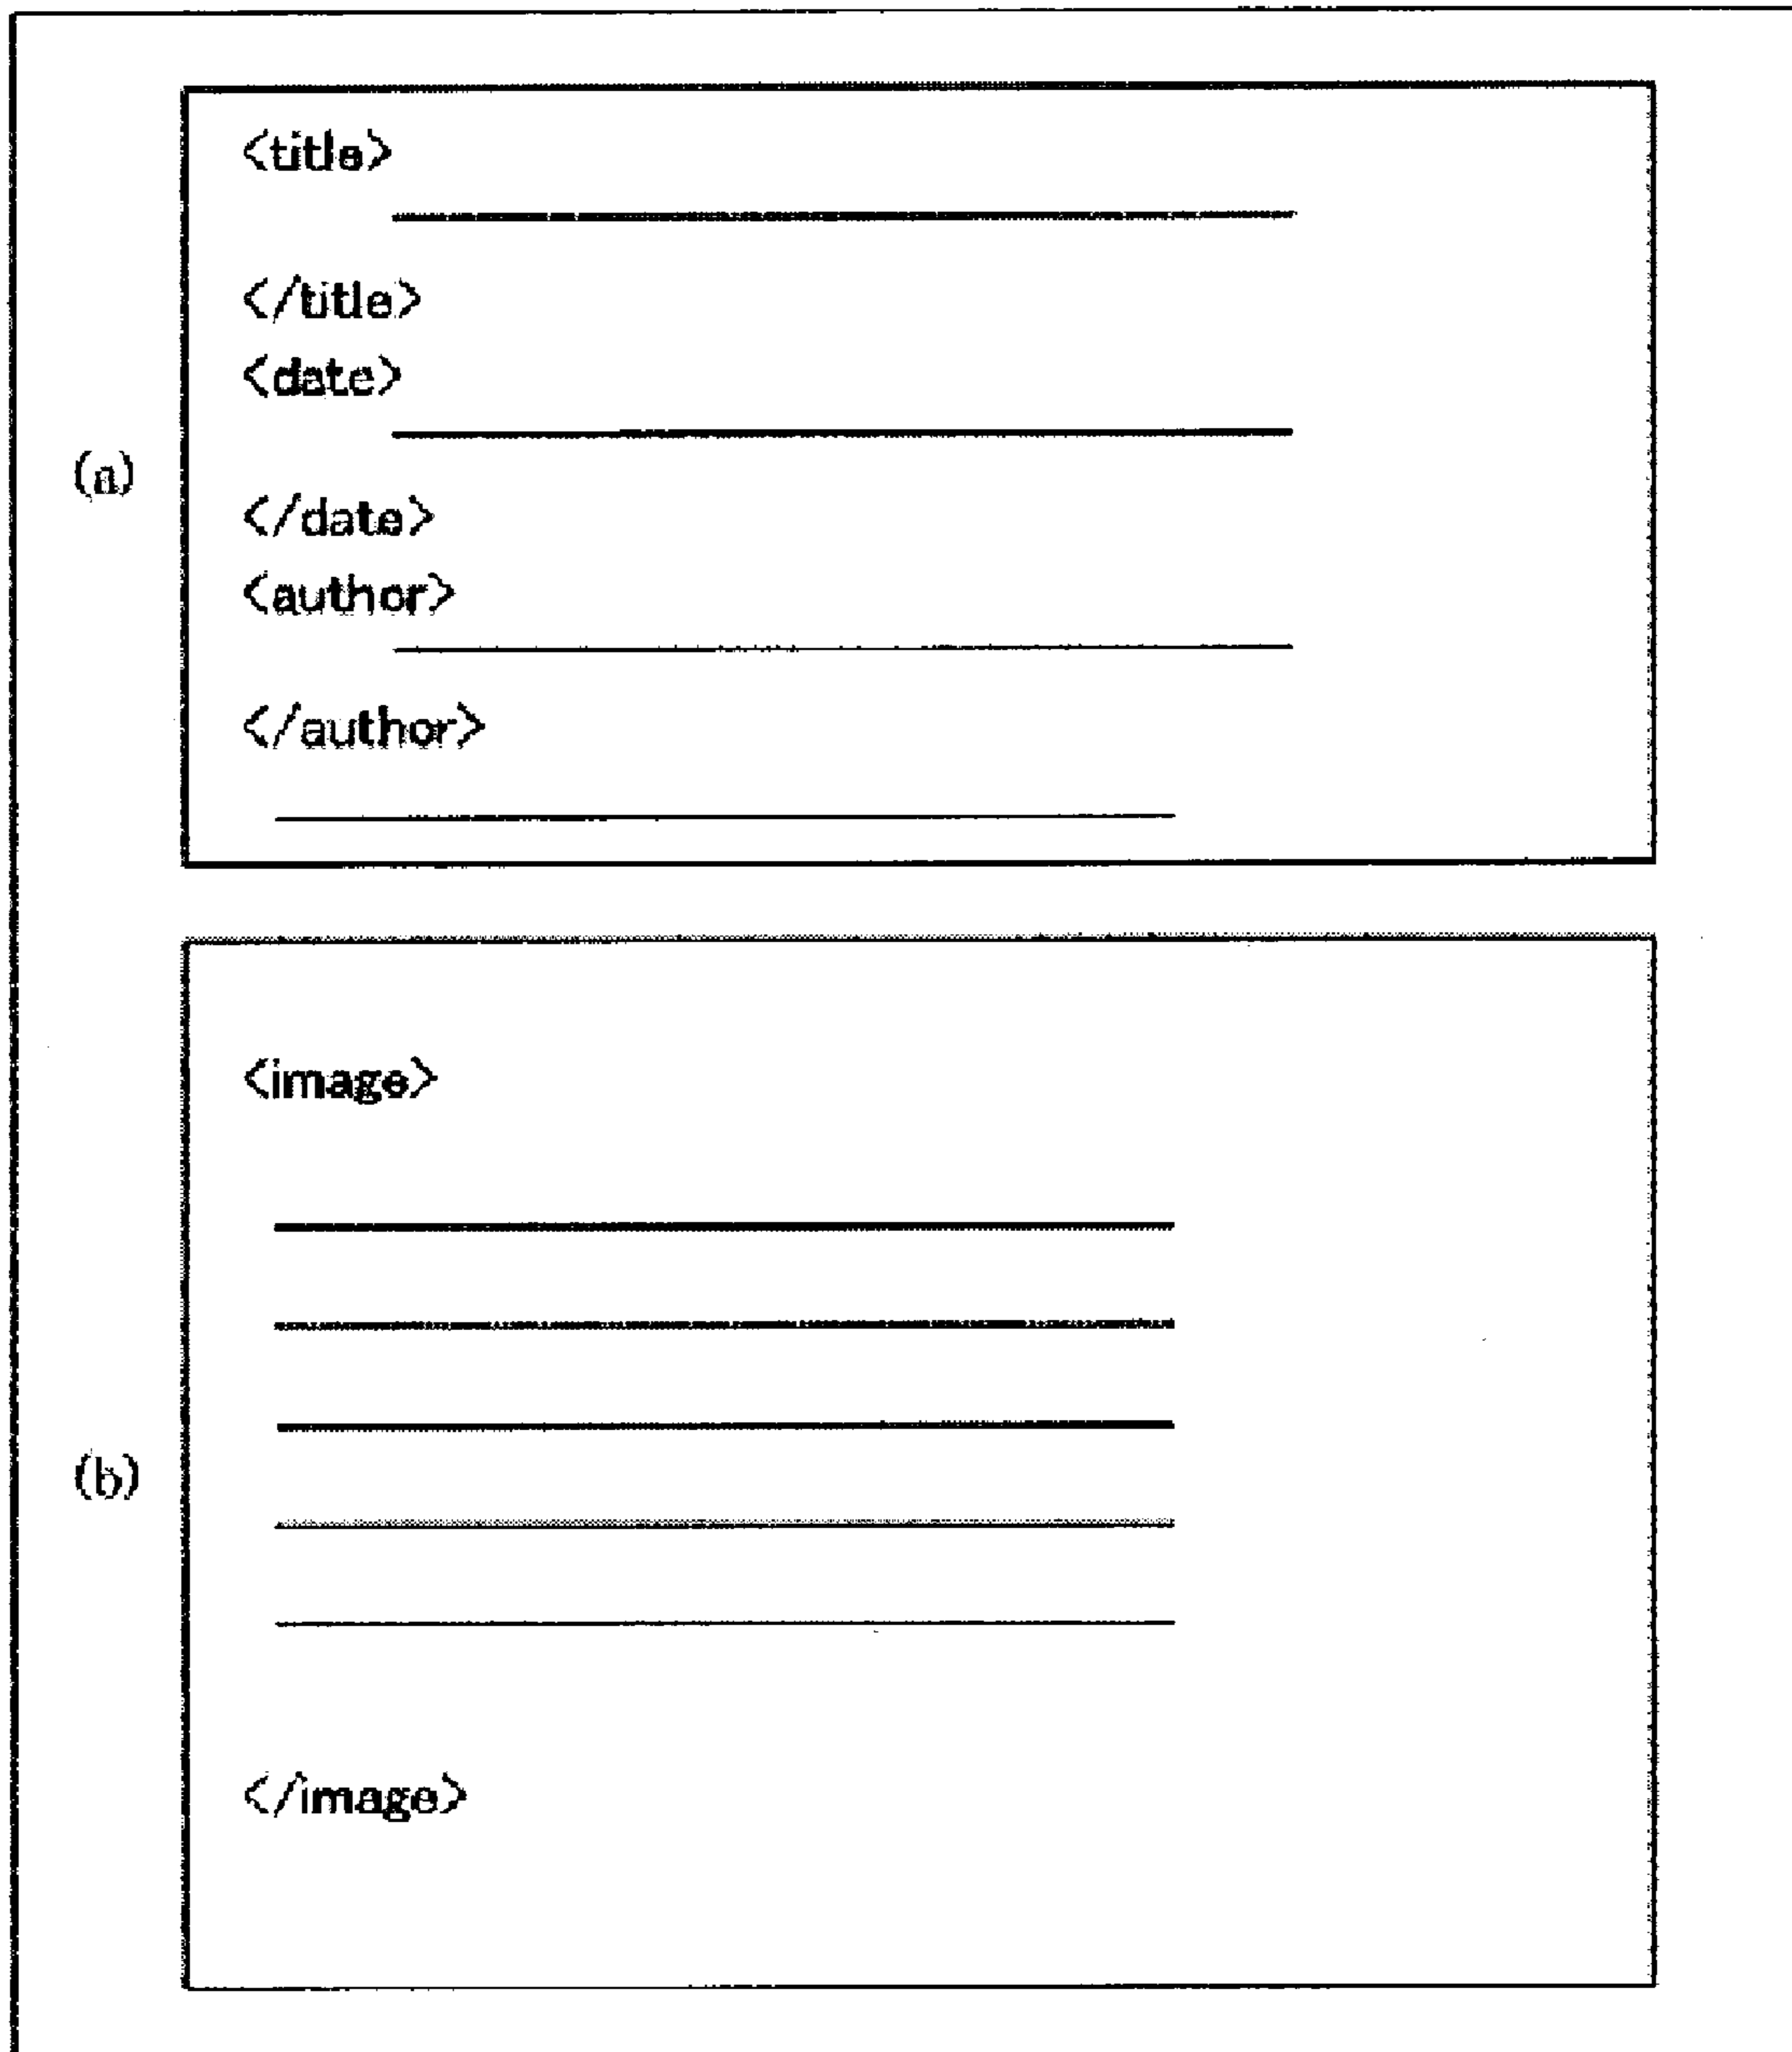 <title>
</title>
<date>
(a)
</date>
<author>
</author>
<image>
(b)
</image>